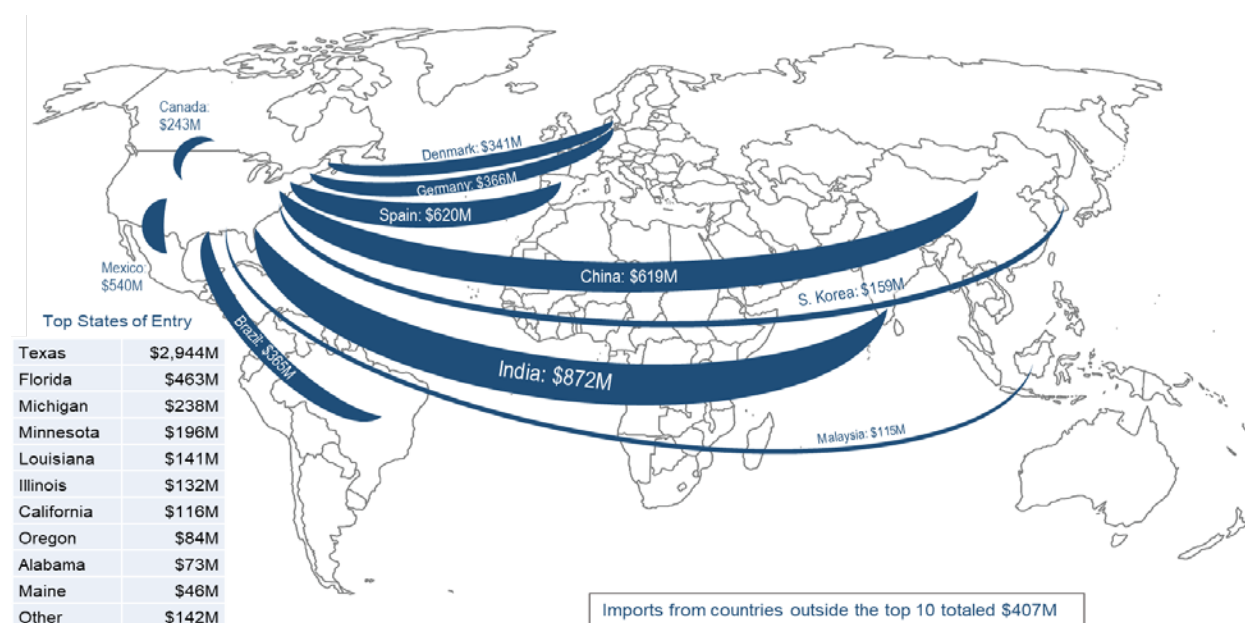 Canada:
$243M
Denmark: $341M
Germany: $366M
Spain: $620M
China: $619M
S. Korea: $159M
Mexico:
$540M
Brazil: $365M
India: $872M
Malaysia: $115M
Top States of Entry
Texas $2,944M
Florida $463M
Michigan $238M
Minnesota $196M
Louisiana $141M
Illinois $132M
California $116M
Oregon $84M
Alabama $73M
Maine $46M
Other $142M
Imports from countries outside the top 10 totaled $407M